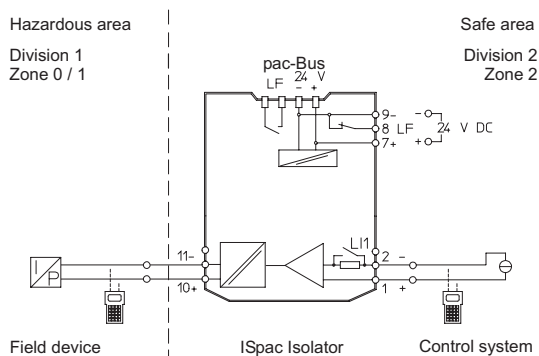 Hazardous area
Safe area
Division 1
Zone 0 / 1
Division 2
Zone 2
pac-Bus
LF 24 V
- +
9-
8 LF
7+
- 
+
24 V DC
LI1
11-
10+
2 -
1 +
I
P
Field device
ISpac Isolator
Control system